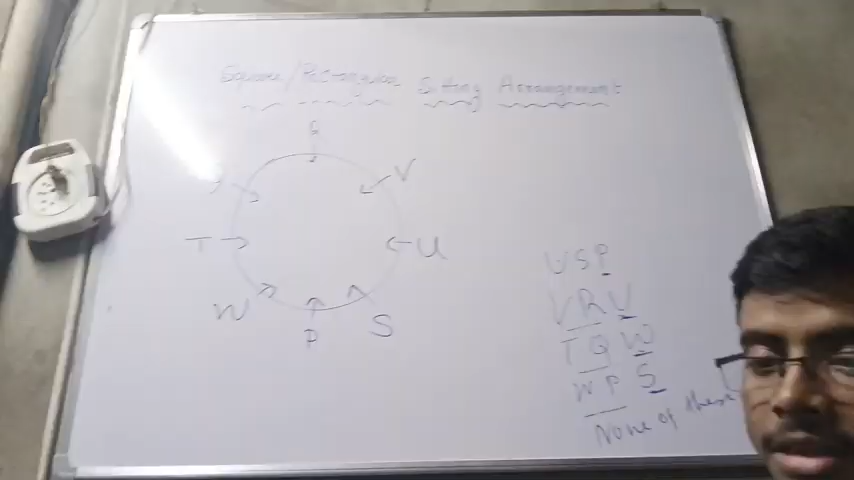 Square/Rectangular Sitting Arrangement
V
T
U
W
S
P
USP
VRU
TQW
WPS
None of these